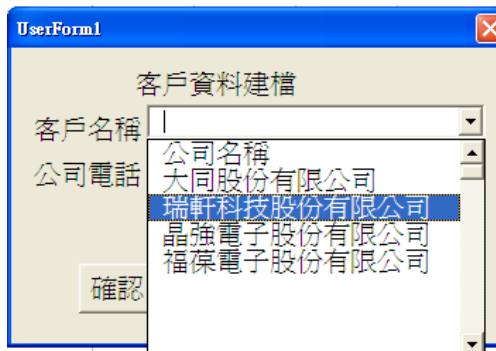 UserForm1
客戶資料建檔
客戶名稱
公司電話
公司名稱
大同股份有限公司
瑞軒科技股份有限公司
晶強電子股份有限公司
福葆電子股份有限公司
確認